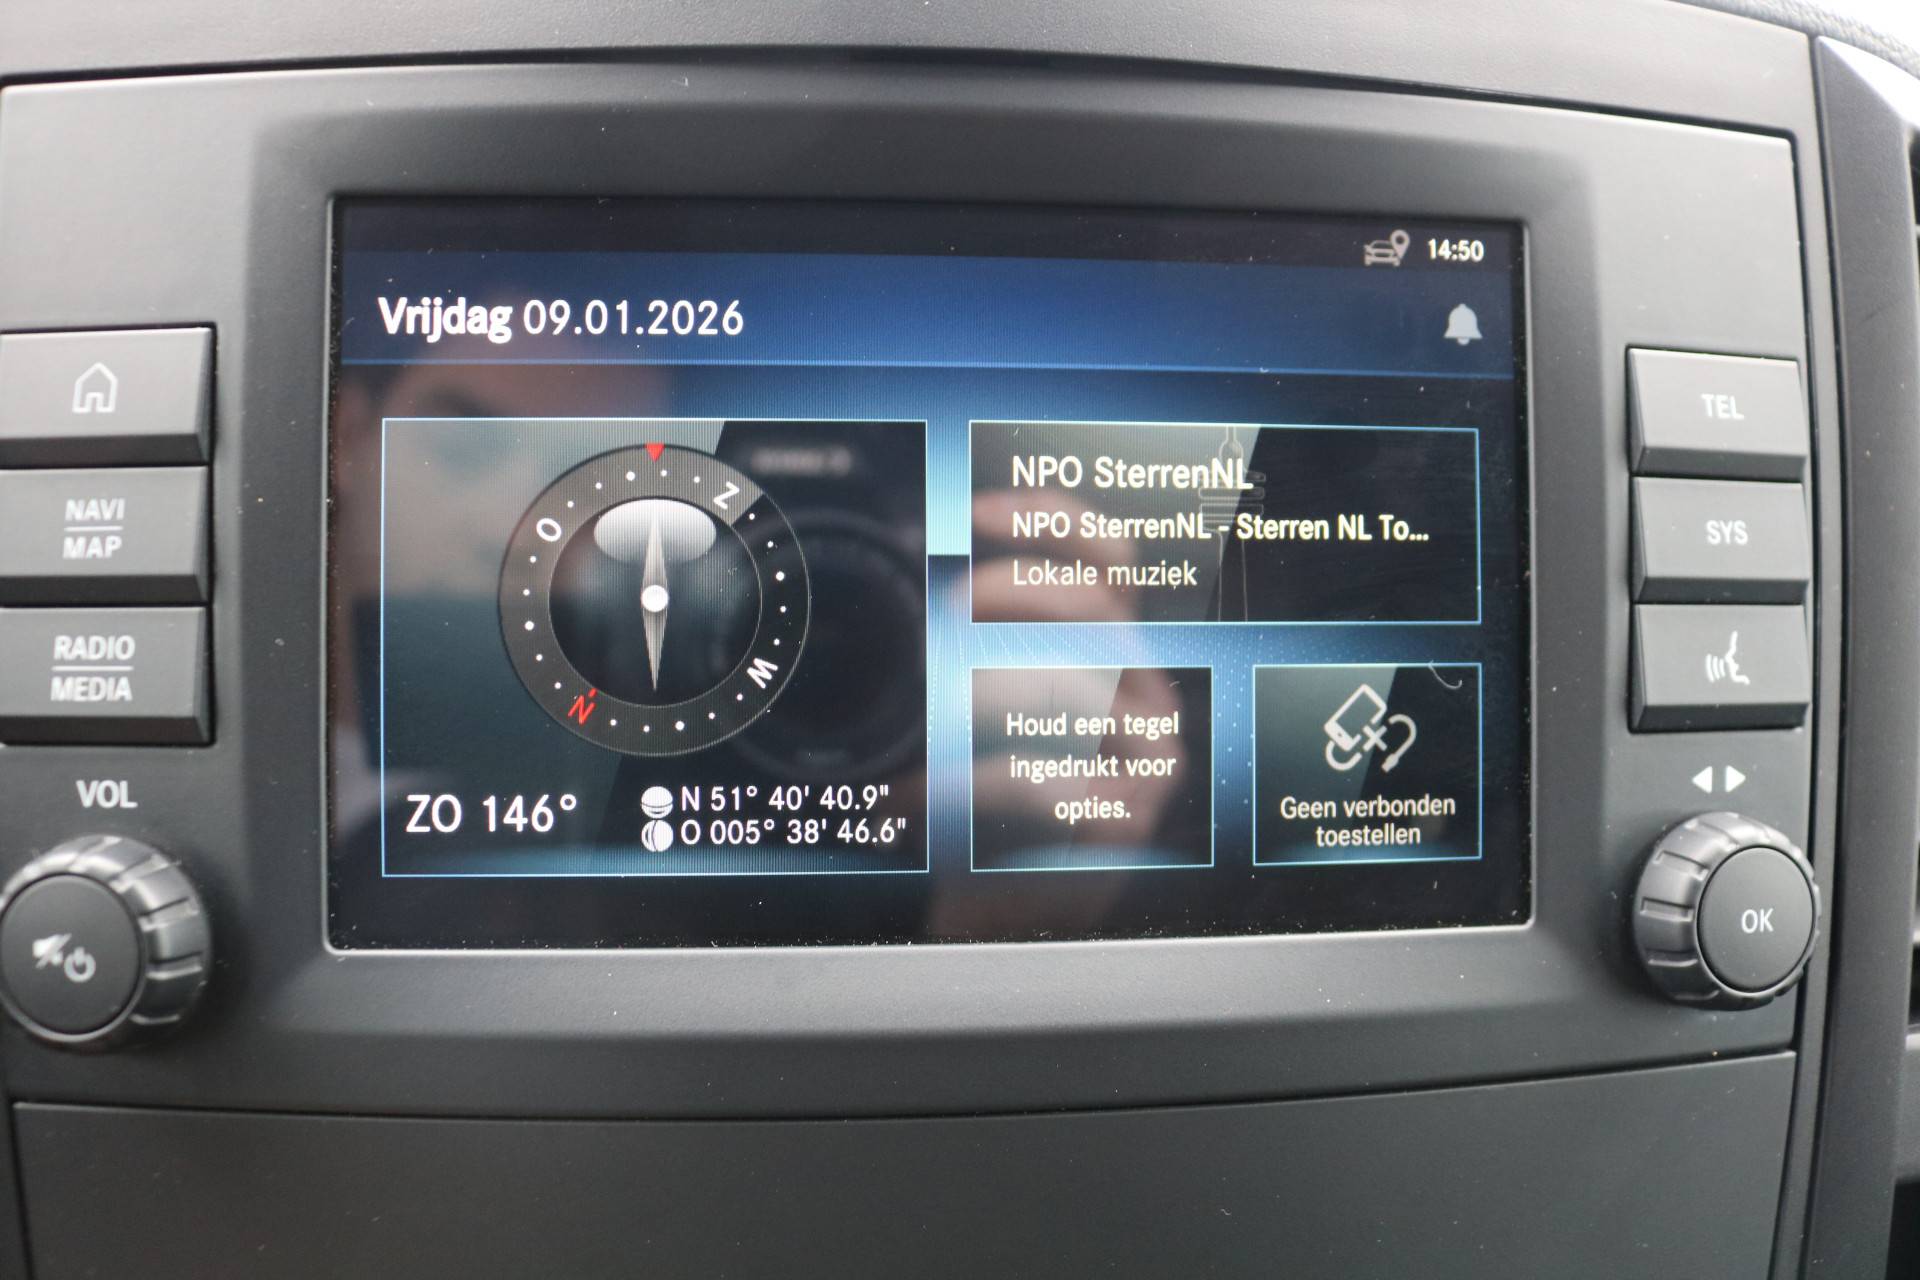 14:50
Vrijdag 09.01.2026
Z
O
W
N
ZO 146°
N 51° 40' 40.9"
O 005° 38' 46.6"
NPO SterrenNL
NPO SterrenNL - Sterren NL To...
Lokale muziek
Houd een tegel
ingedrukt voor
opties.
Geen verbonden
toestellen
NAVI
MAP
RADIO
MEDIA
VOL
TEL
SYS
OK